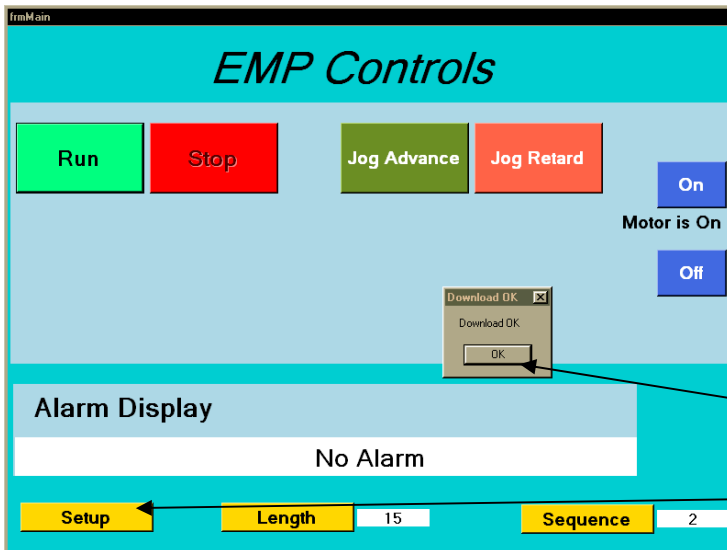 frmMain
EMP Controls
Run
Stop
Jog Advance
Jog Retard
On
Motor is On
Off
Download OK
Download OK
OK
Alarm Display
No Alarm
Setup
Length
15
Sequence
2